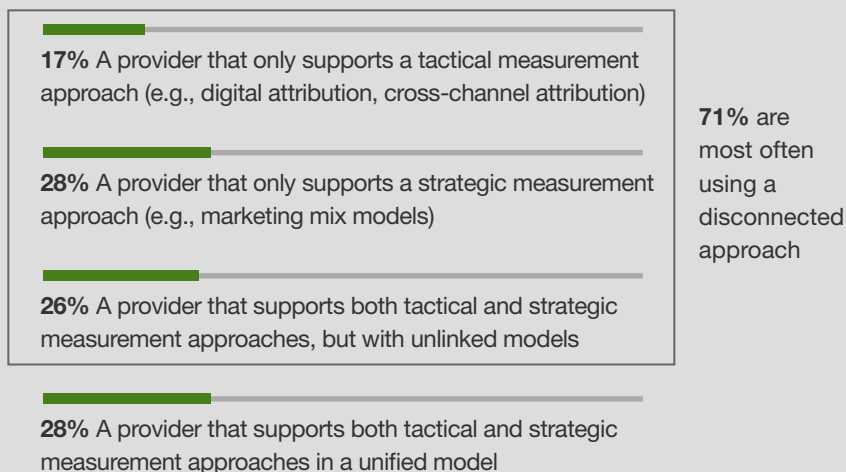 17% A provider that only supports a tactical measurement
approach (e.g., digital attribution, cross-channel attribution)
28% A provider that only supports a strategic measurement
approach (e.g., marketing mix models)
26% A provider that supports both tactical and strategic
measurement approaches, but with unlinked models
71% are
most often
using a
disconnected
approach
28% A provider that supports both tactical and strategic
measurement approaches in a unified model